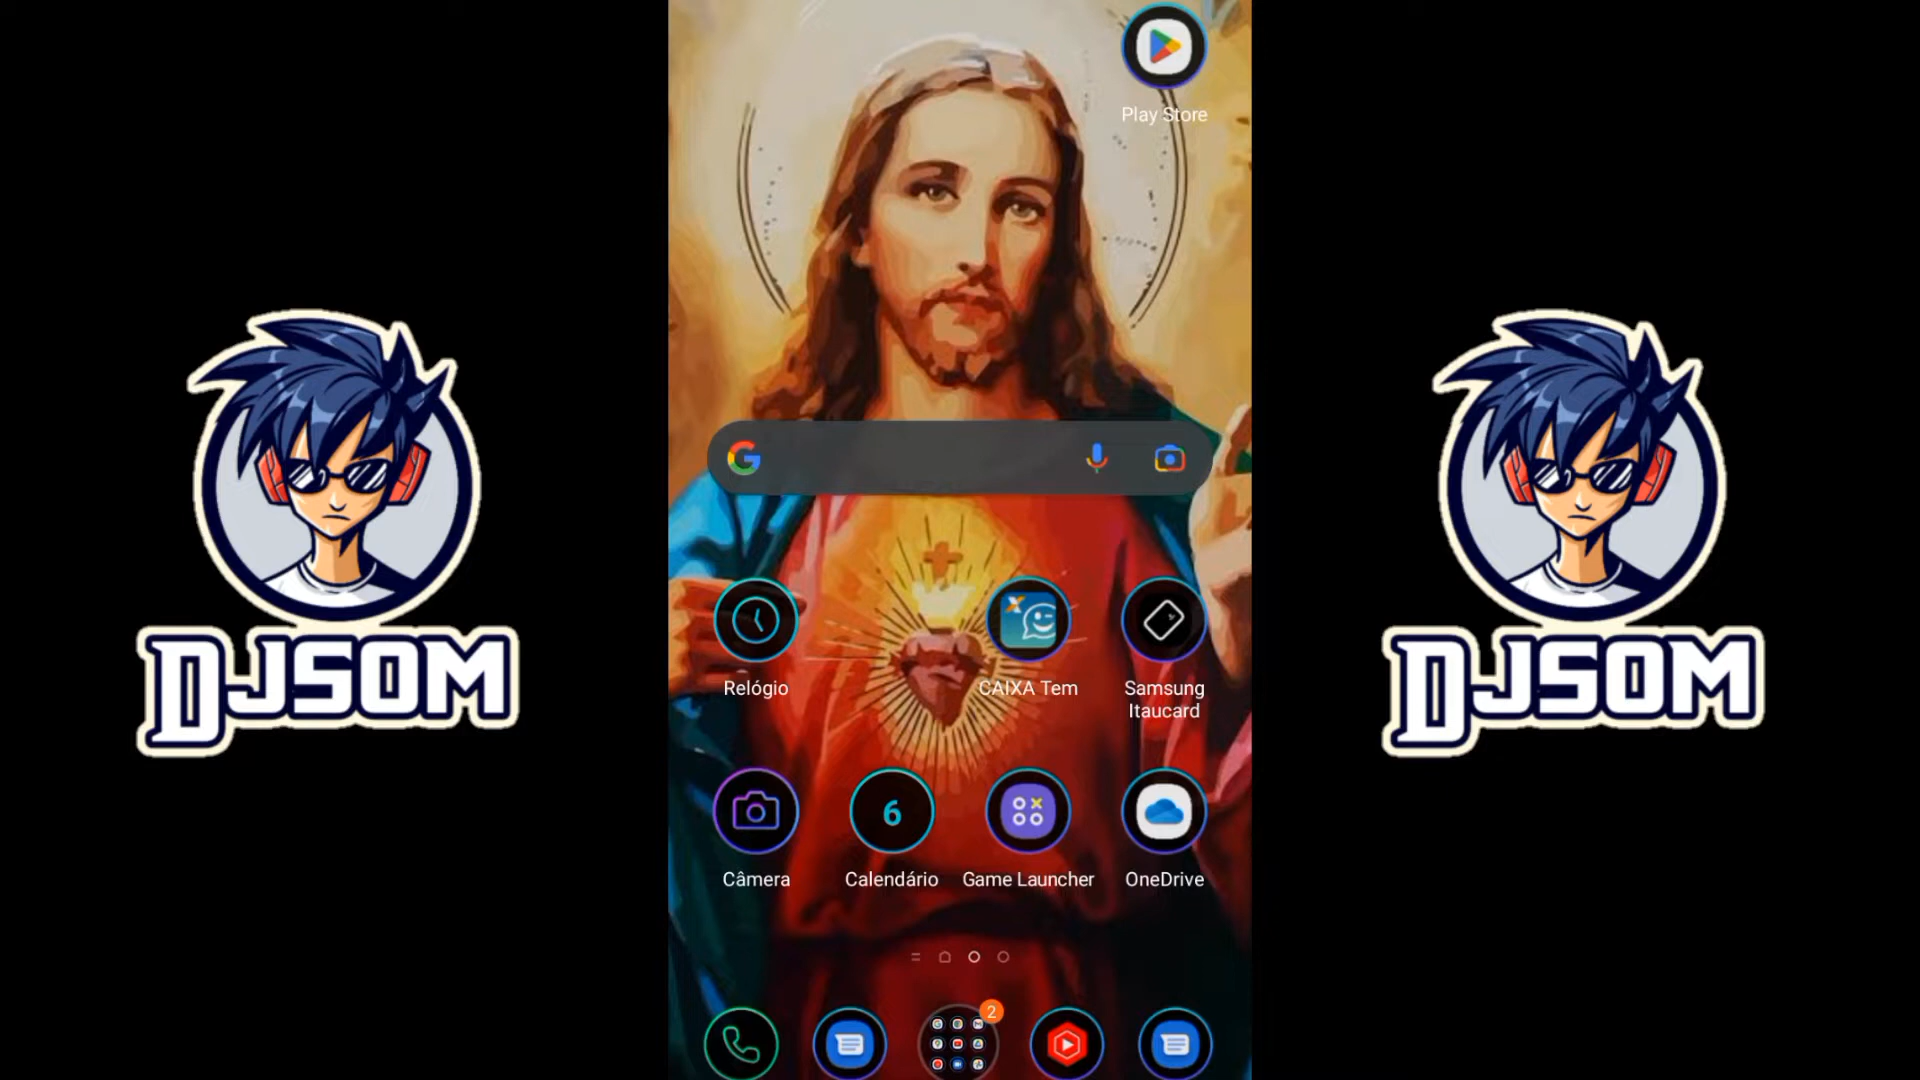 Play Store
Relógio
CAIXA Tem
Samsung
Itaucard
6
Câmera
Calendário
Game Launcher
OneDrive
2
DJSOM
DJSOM